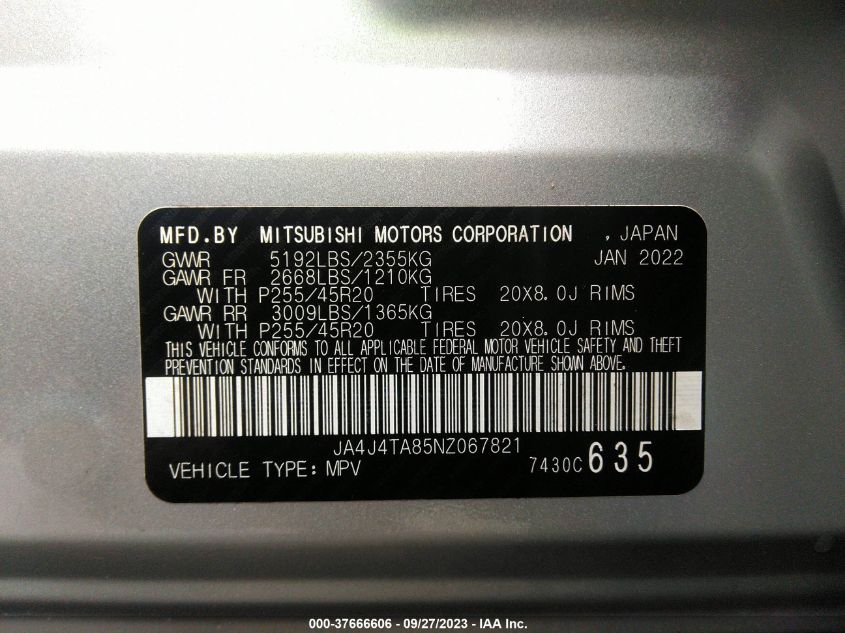 MFD.BY MITSUBISHI MOTORS CORPORATION , JAPAN
GVWR 5192LBS/2355KG JAN 2022
GAWR FR 2668LBS/1210KG
WITH P255/45R20 TIRES 20X8.0J RIMS
GAWR RR 3009LBS/1365KG
WITH P255/45R20 TIRES 20X8.0J RIMS
THIS VEHICLE CONFORMS TO ALL APPLICABLE FEDERAL MOTOR VEHICLE SAFETY AND THEFT
PREVENTION STANDARDS IN EFFECT ON THE DATE OF MANUFACTURE SHOWN ABOVE.
JA4J4TA85NZ067821
VEHICLE TYPE: MPV 7430C 635
000-37666606 - 09/27/2023 - IAA Inc.